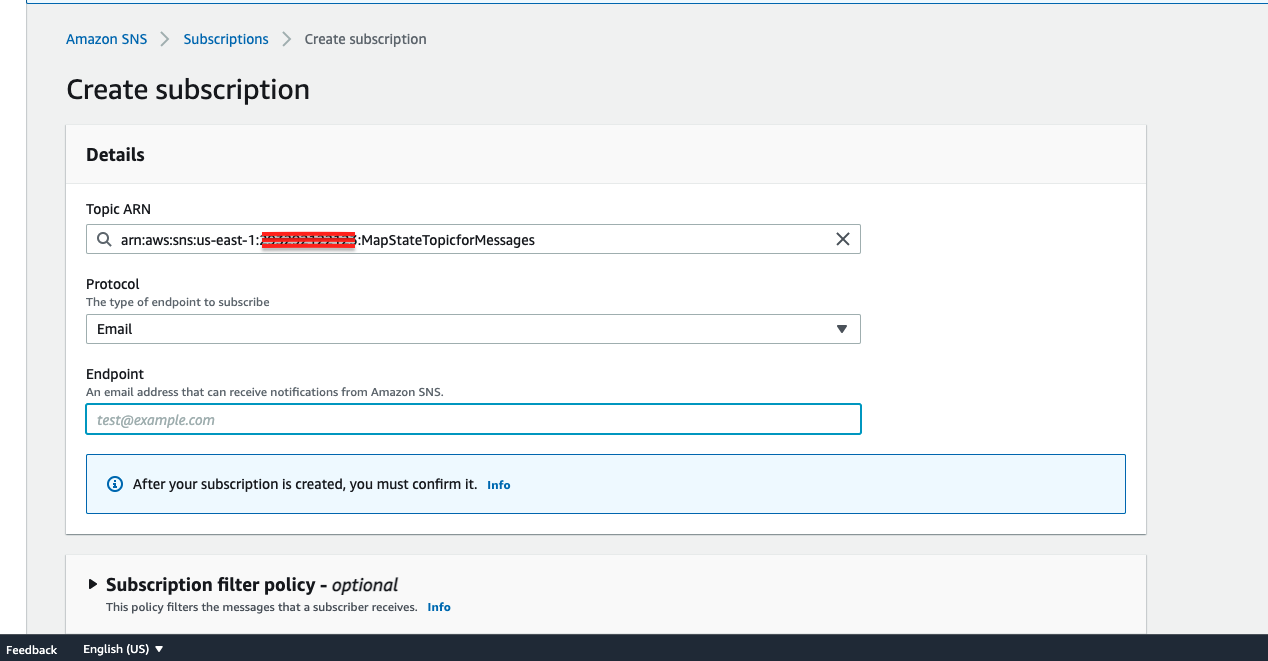 Amazon SNS > Subscriptions > Create subscription
Create subscription
Details
Topic ARN
arn:aws:sns:us-east-1: :MapStateTopicforMessages
Protocol
The type of endpoint to subscribe
Email
Endpoint
An email address that can receive notifications from Amazon SNS.
test@example.com
After your subscription is created, you must confirm it. Info
Subscription filter policy - optional
This policy filters the messages that a subscriber receives. Info
Feedback English (US)